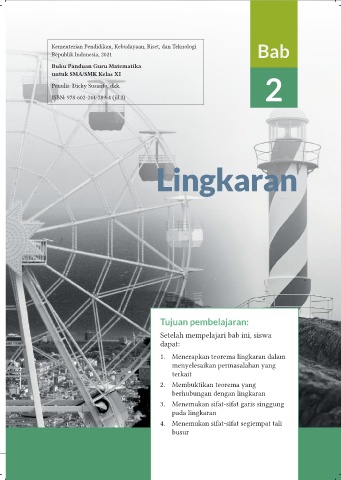 Kementerian Pendidikan, Kebudayaan, Riset, dan Teknologi
Republik Indonesia, 2021
Buku Panduan Guru Matematika
untuk SMA/SMK Kelas XI
Penulis: Dicky Susanto, dkk.
ISBN: 978-602-244-789-4 (jil.2)
Bab
2
Lingkaran
Tujuan pembelajaran:
Setelah mempelajari bab ini, siswa
dapat:
1. Menerapkan teorema lingkaran dalam
menyelesaikan permasalahan yang
terkait
2. Membuktikan teorema yang
berhubungan dengan lingkaran
3. Menemukan sifat-sifat garis singgung
pada lingkaran
4. Menemukan sifat-sifat segiempat tali
busur